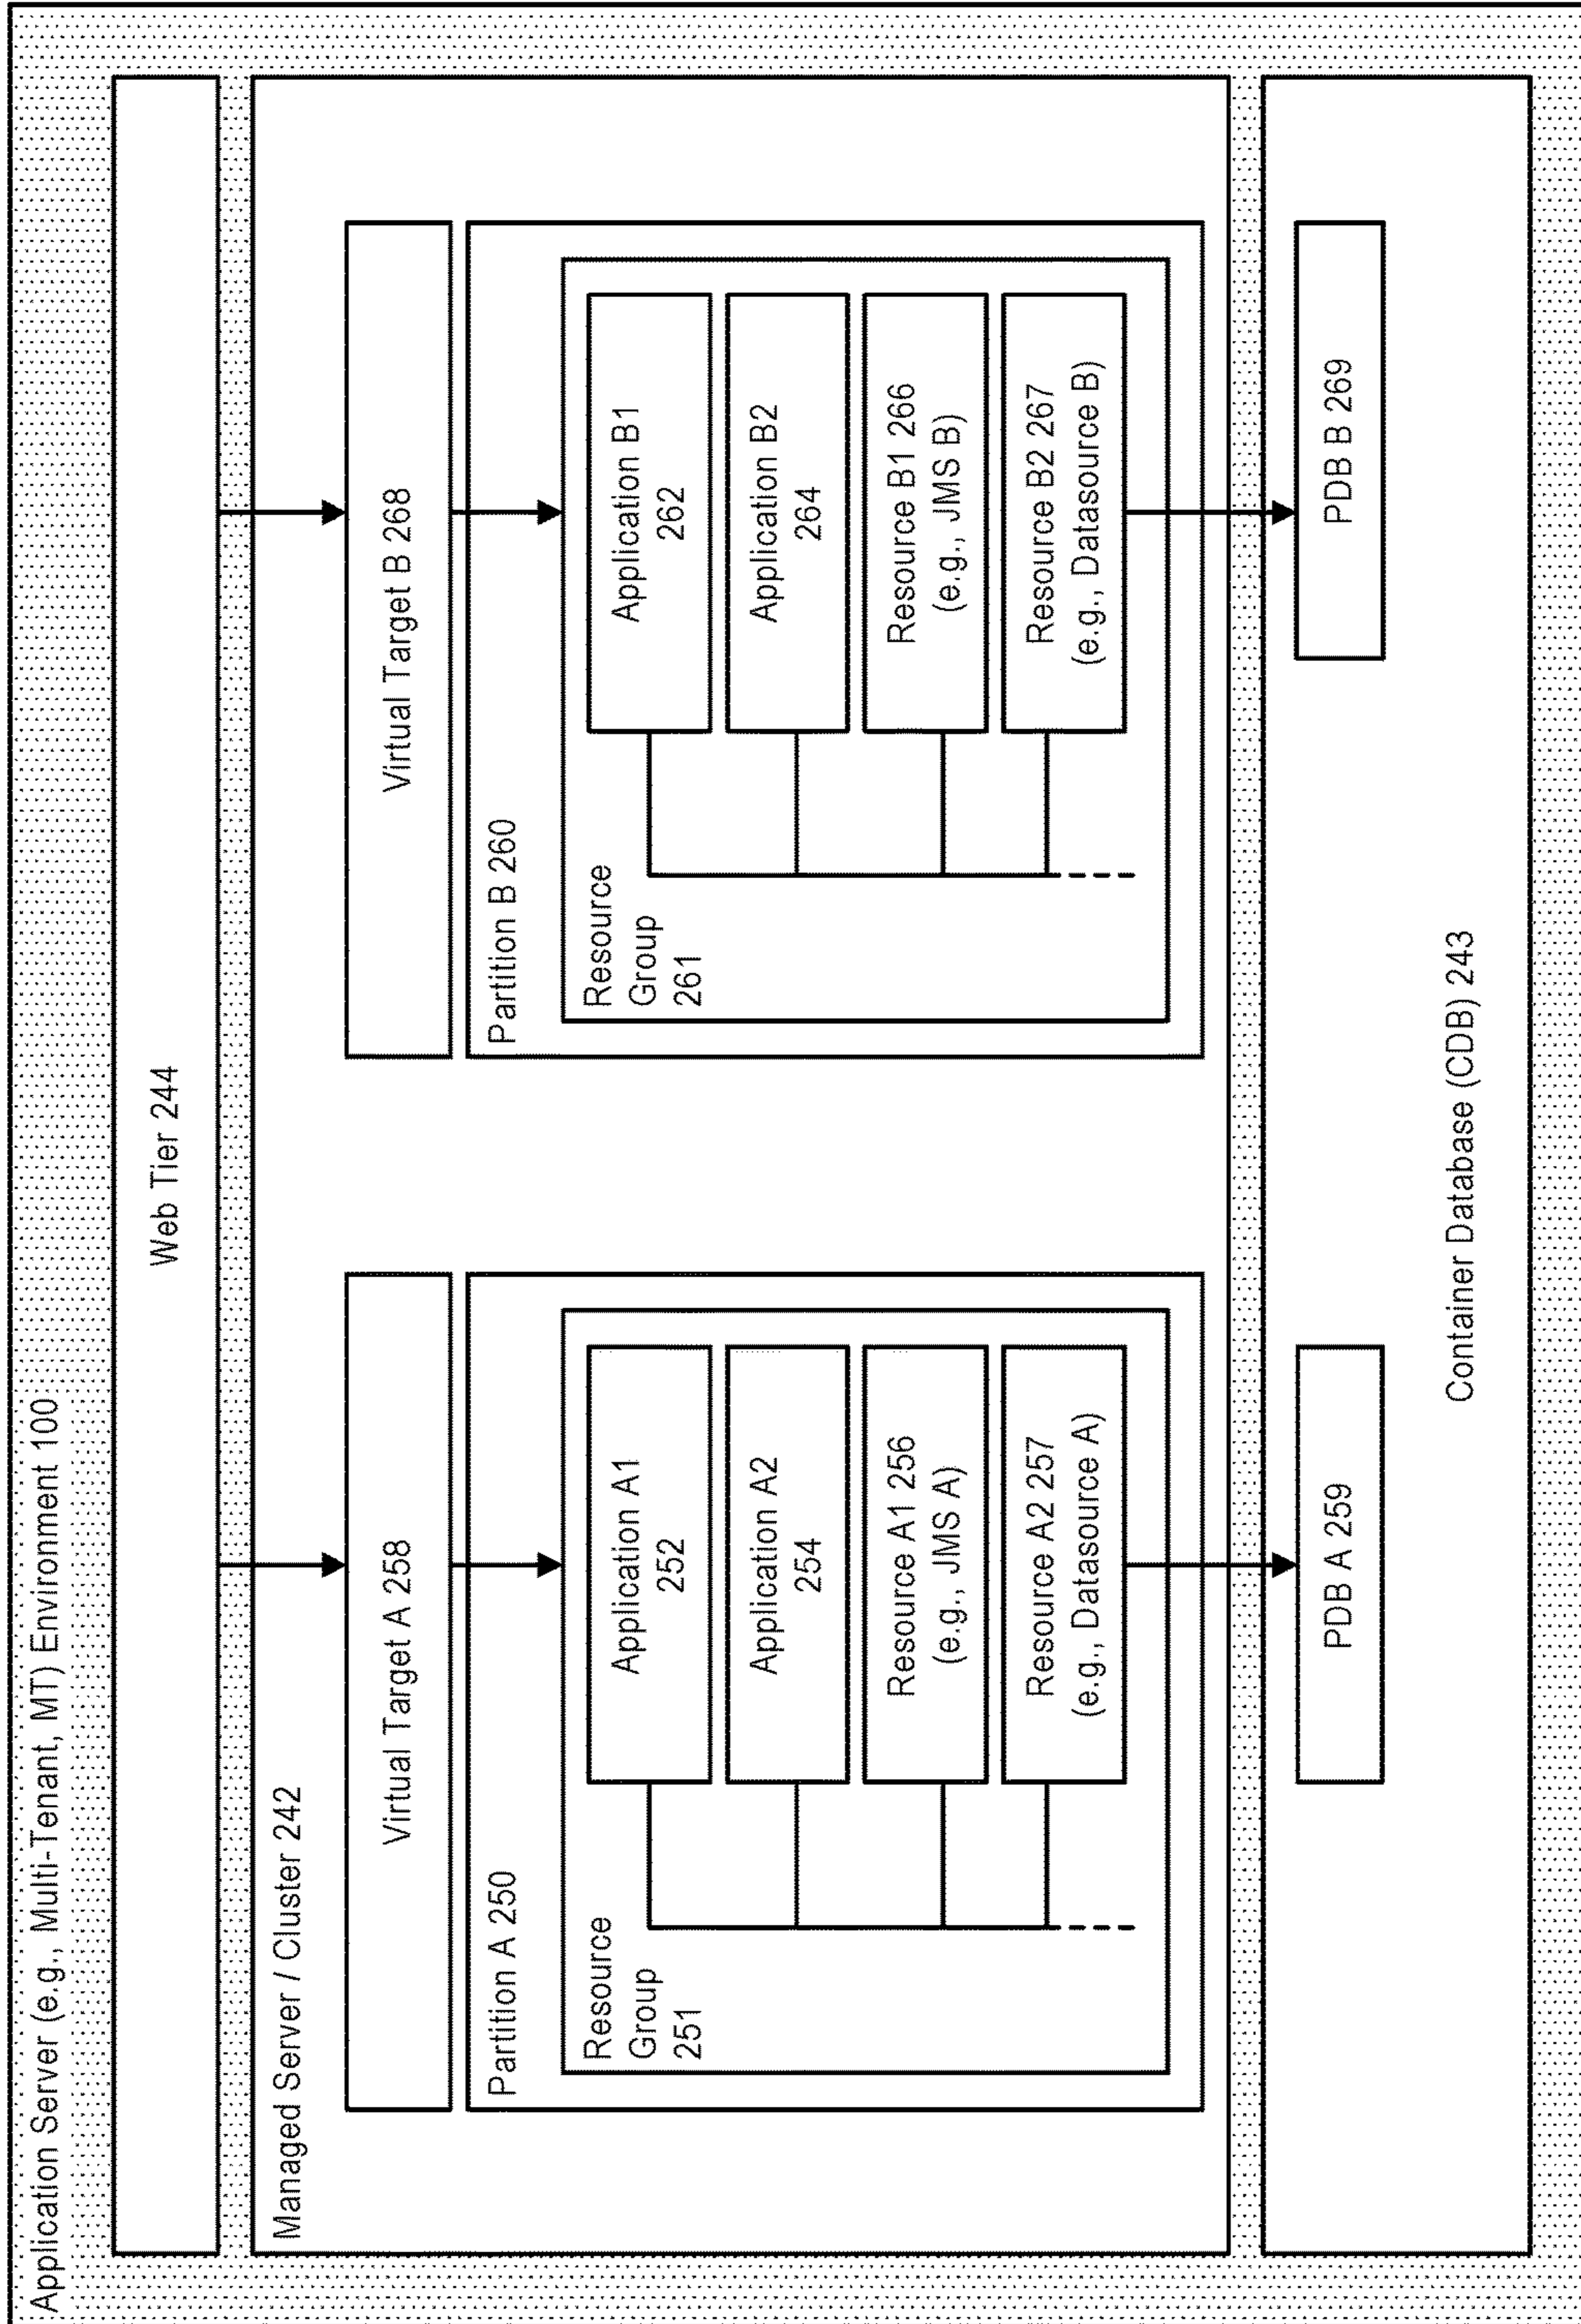 Application Server (e.g., Multi-Tenant, MT) Environment 100
Web Tier 244
Managed Server / Cluster 242
Virtual Target A 258
Partition A 250
Resource
Group
251
Application A1
252
Application A2
254
Resource A1 256
(e.g., JMS A)
Resource A2 257
(e.g., Datasource A)
Virtual Target B 268
Partition B 260
Resource
Group
261
Application B1
262
Application B2
264
Resource B1 266
(e.g., JMS B)
Resource B2 267
(e.g., Datasource B)
PDB A 259
PDB B 269
Container Database (CDB) 243